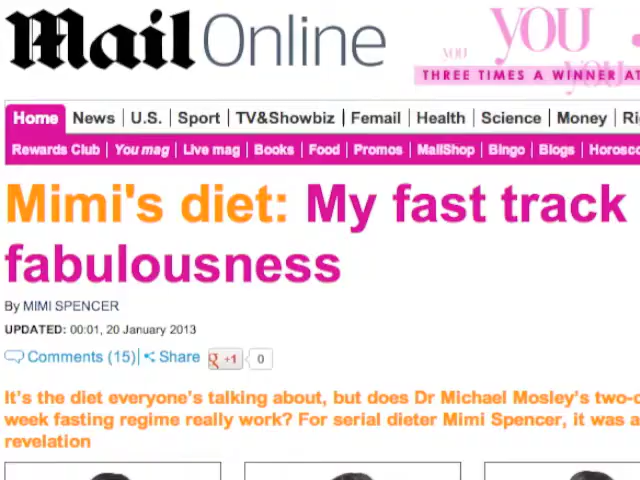 Mail Online
YOU
YOU
YOU
THREE TIMES A WINNER AT
Home News U.S. Sport TV&Showbiz Femail Health Science Money
Rewards Club You mag Live mag Books Food Promos MailShop Bingo Blogs
Mimi's diet: My fast track
fabulousness
By MIMI SPENCER
UPDATED: 00:01, 20 January 2013
Comments (15) Share g +1 0
It's the diet everyone's talking about, but does Dr Michael Mosley's
week fasting regime really work? For serial dieter Mimi Spencer, it was a
revelation